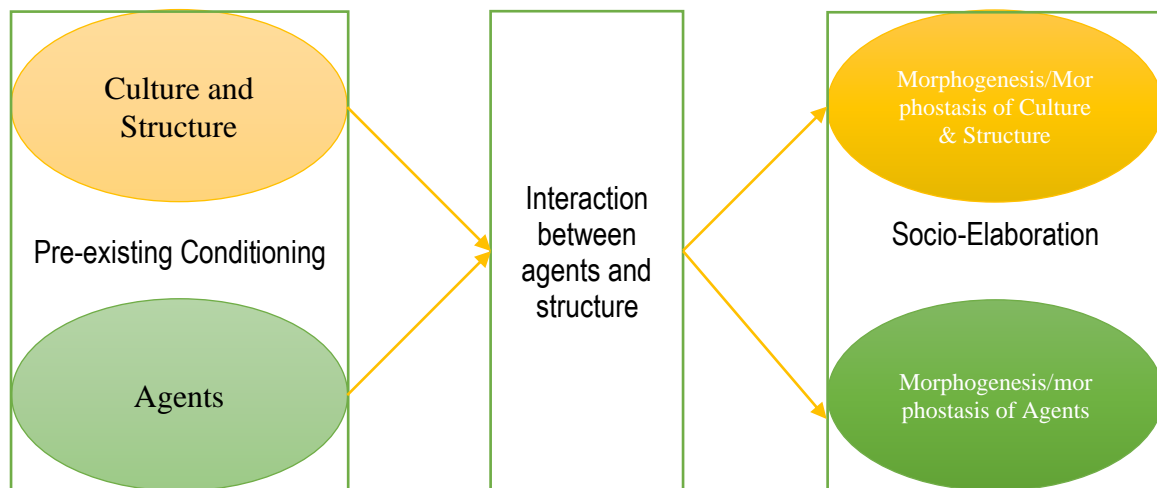 Culture and
Structure
Pre-existing Conditioning
Agents
Interaction
between
agents and
structure
Morphogenesis/Mor
phostasis of Culture
& Structure
Socio-Elaboration
Morphogenesis/mor
phostasis of Agents